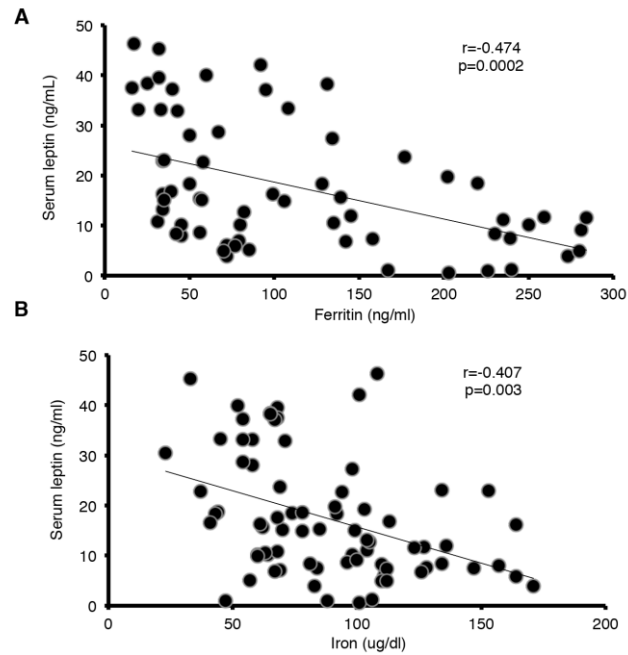 A
50
40
30
20
10
0
Serum leptin (ng/mL)
r=-0.474
p=0.0002
0
50
100
150
200
250
300
Ferritin (ng/ml)
B
50
40
30
20
10
0
Serum leptin (ng/ml)
r=-0.407
p=0.003
0
50
100
150
200
Iron (ug/dl)